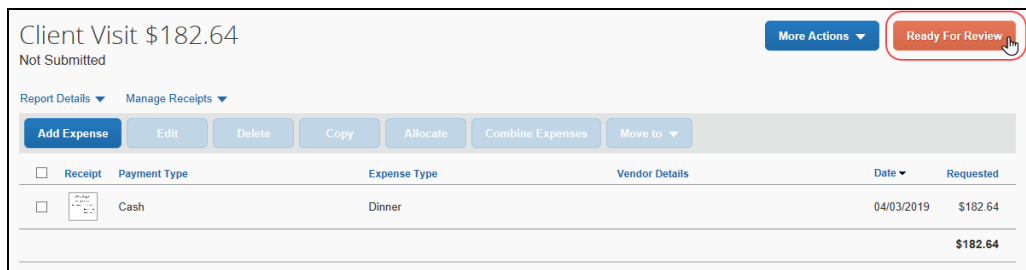 Client Visit $182.64
More Actions
Ready For Review
Not Submitted
Report Details
Manage Receipts
Add Expense Edit Delete Copy Allocate Combine Expenses Move to
Receipt Payment Type Expense Type Vendor Details Date Requested
Cash Dinner 04/03/2019 $182.64
$182.64